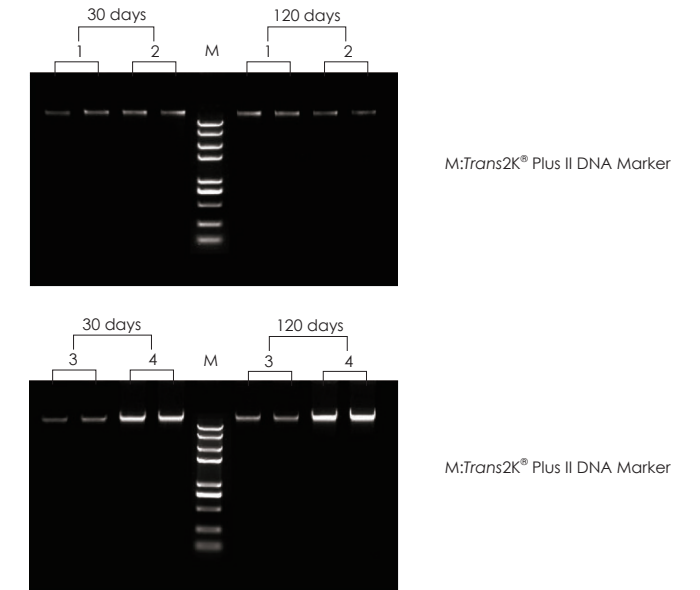 30 days 120 days
1 2 M 1 2
M:Trans2K® Plus II DNA Marker
30 days 120 days
3 4 M 3 4
M:Trans2K® Plus II DNA Marker